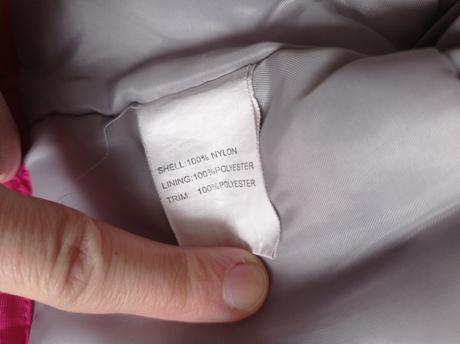 SHELL:100% NYLON
LINING:100%POLYESTER
TRIM: 100%POLYESTER